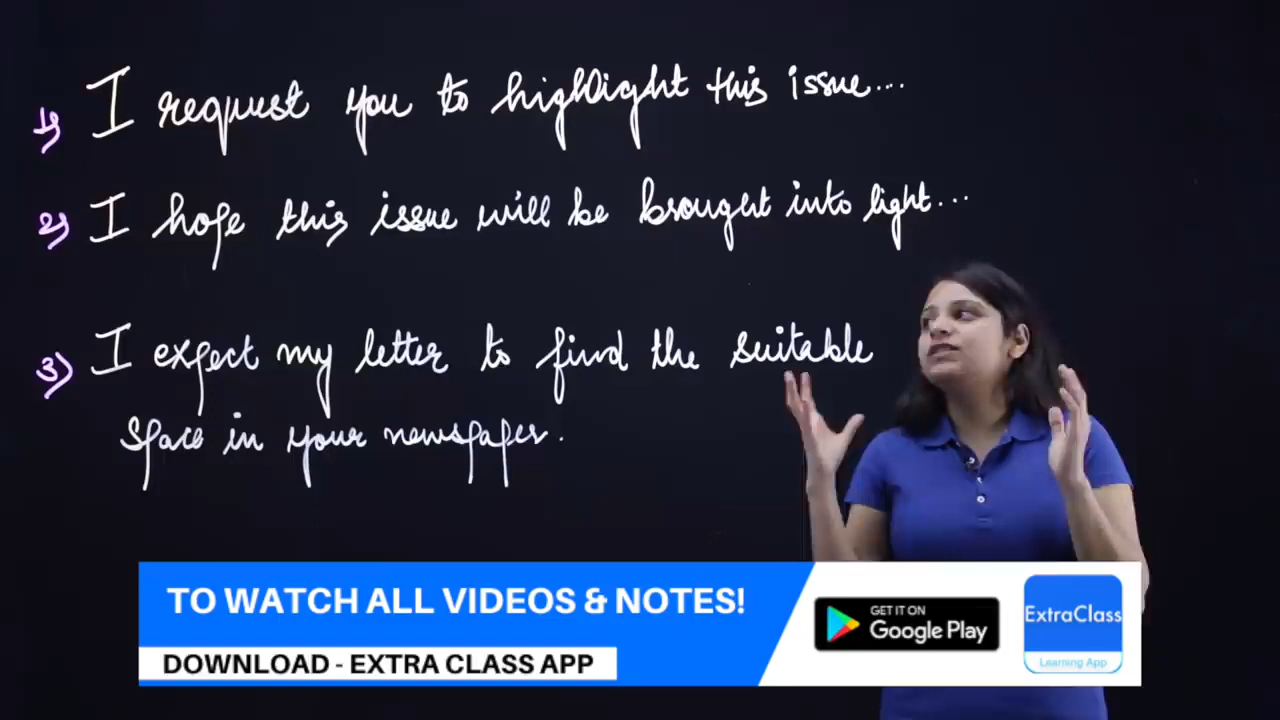 1) I request you to highlight this issue...
2) I hope this issue will be brought into light...
3) I expect my letter to find the suitable
space in your newspaper.
TO WATCH ALL VIDEOS & NOTES!
DOWNLOAD - EXTRA CLASS APP
GET IT ON
Google Play
ExtraClass
Learning App